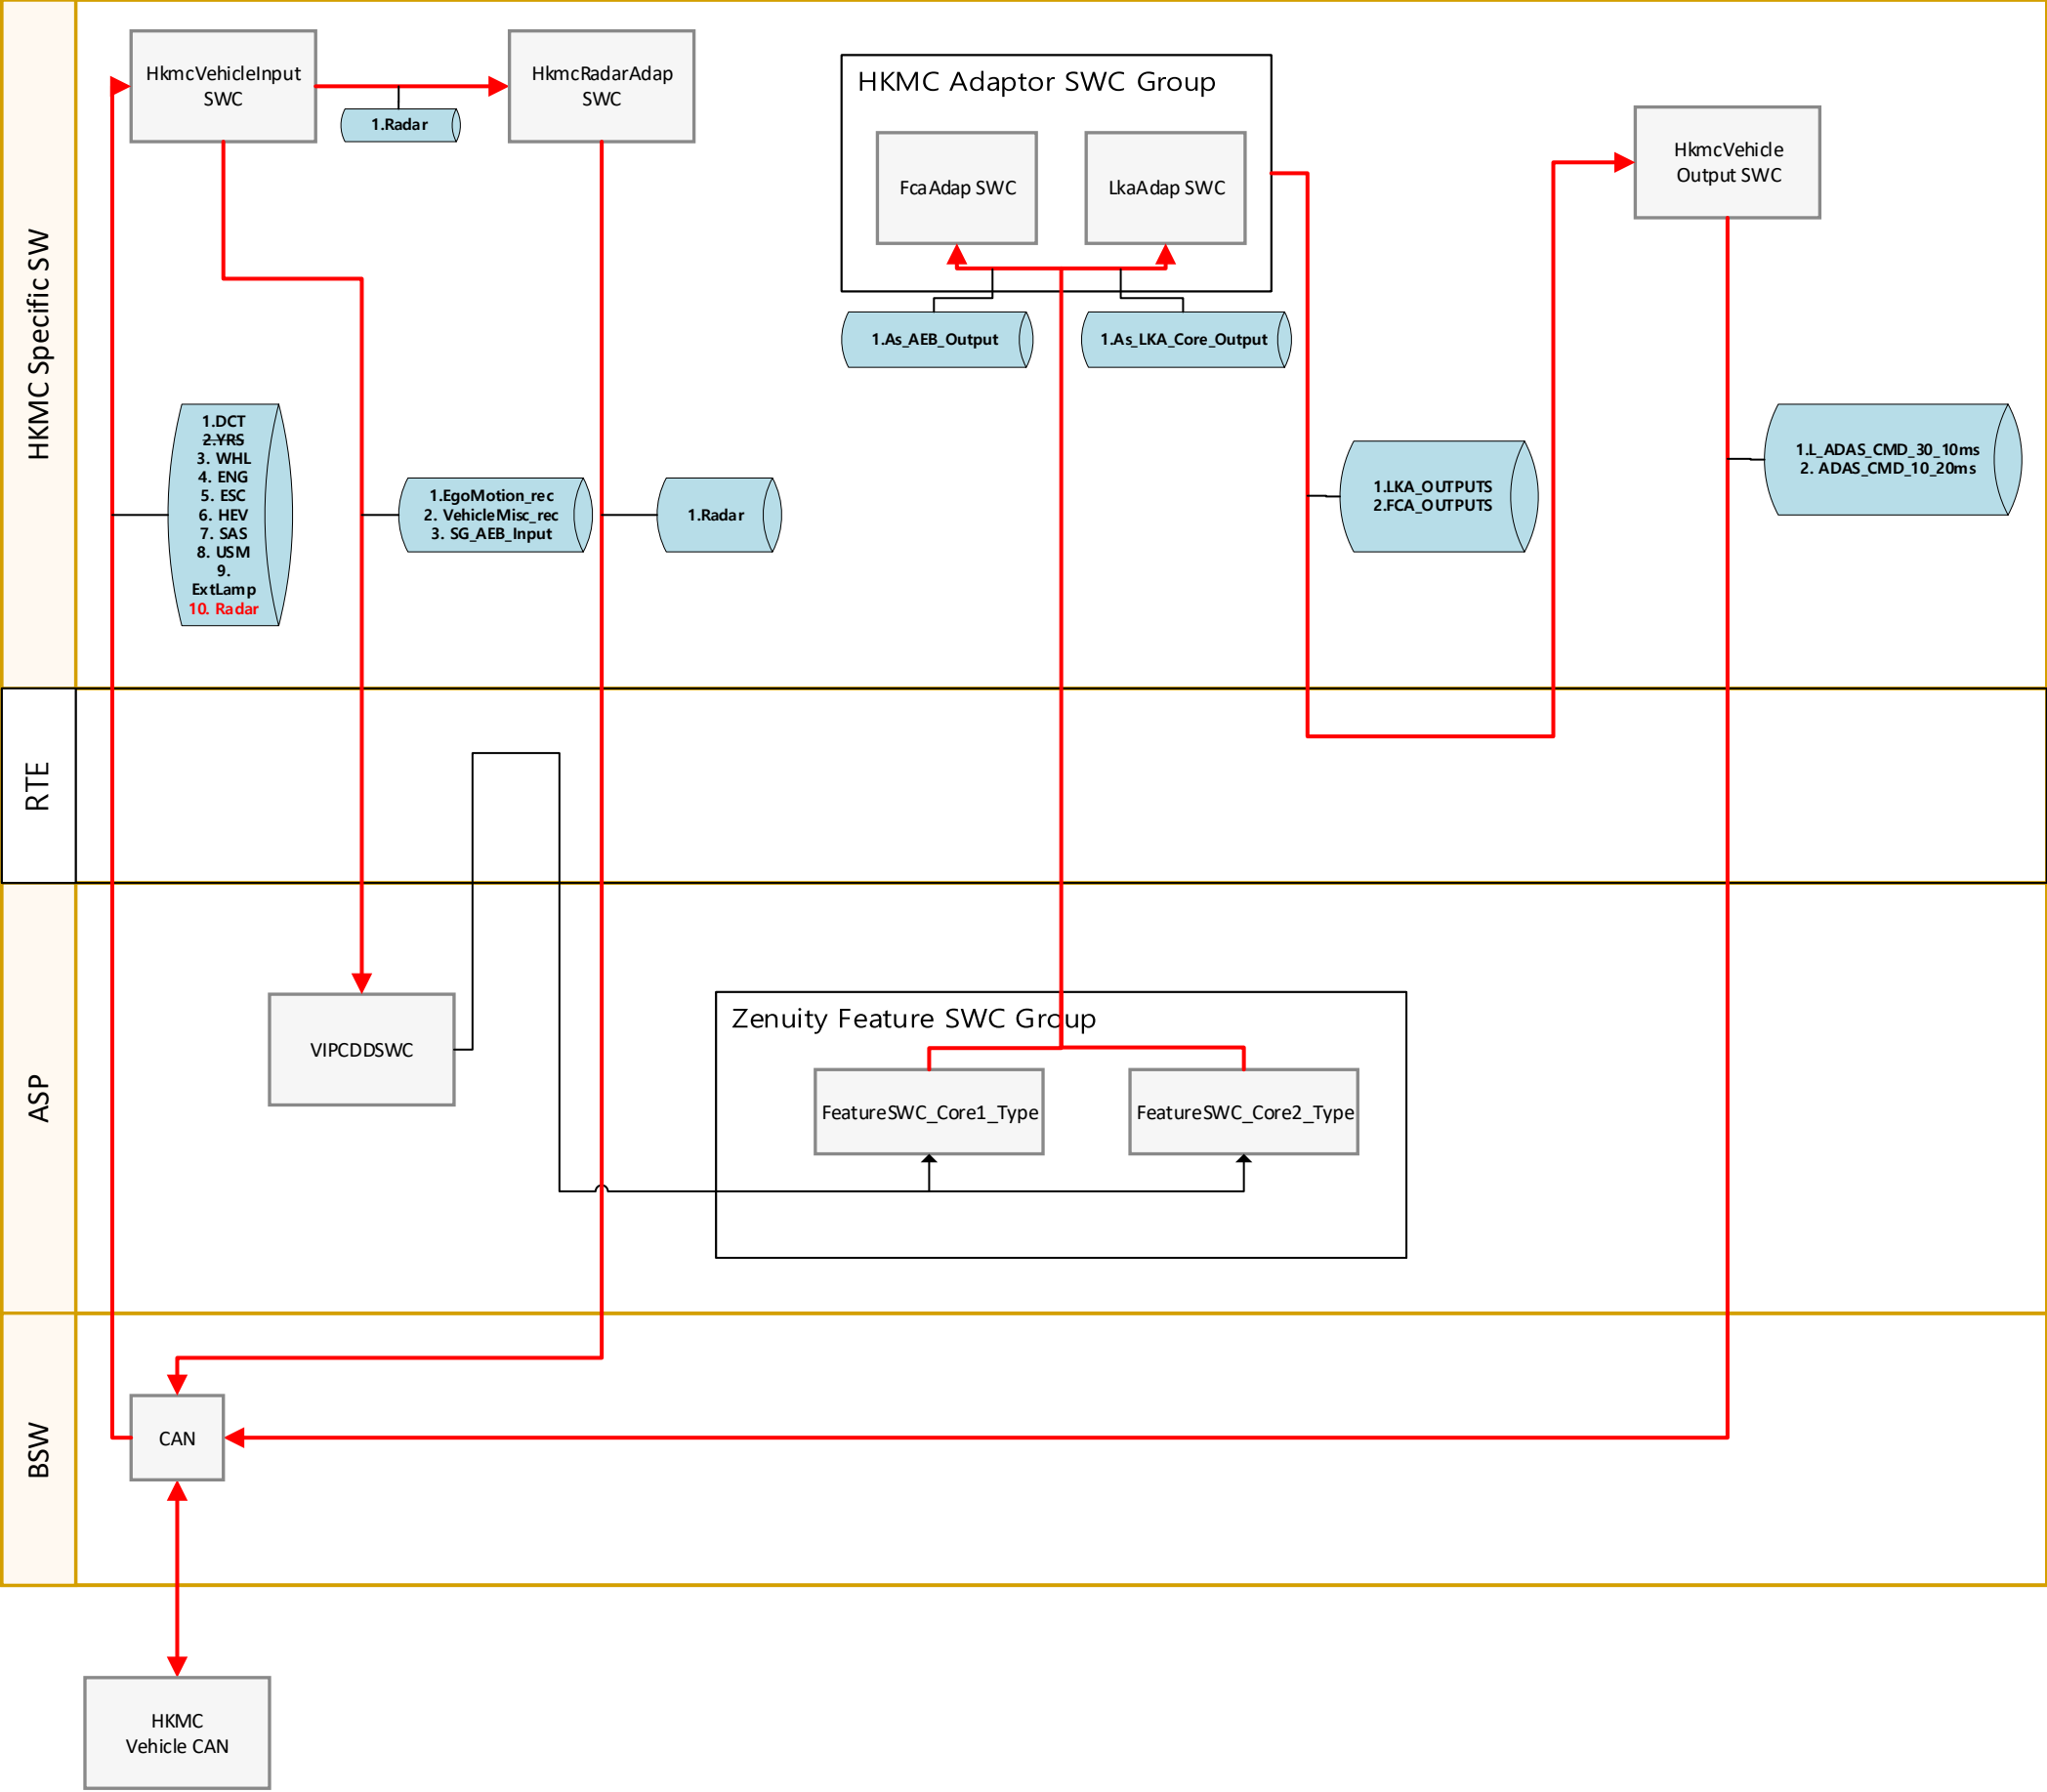 HKMC Specific SW
HkmcVehicleInput
SWC
1.Radar
HkmcRadarAdap
SWC
HKMC Adaptor SWC Group
FcaAdap SWC
LkaAdap SWC
HkmcVehicle
Output SWC
1.As_AEB_Output
1.As_LKA_Core_Output
1.DCT
2.YRS
3. WHL
4. ENG
5. ESC
6. HEV
7. SAS
8. USM
9.
ExtLamp
10. Radar
1.EgoMotion_rec
2. VehicleMisc_rec
3. SG_AEB_Input
1.Radar
1.LKA_OUTPUTS
2.FCA_OUTPUTS
1.L_ADAS_CMD_30_10ms
2. ADAS_CMD_10_20ms
RTE
ASP
VIPCDDSWC
Zenuity Feature SWC Group
FeatureSWC_Core1_Type
FeatureSWC_Core2_Type
BSW
CAN
HKMC
Vehicle CAN